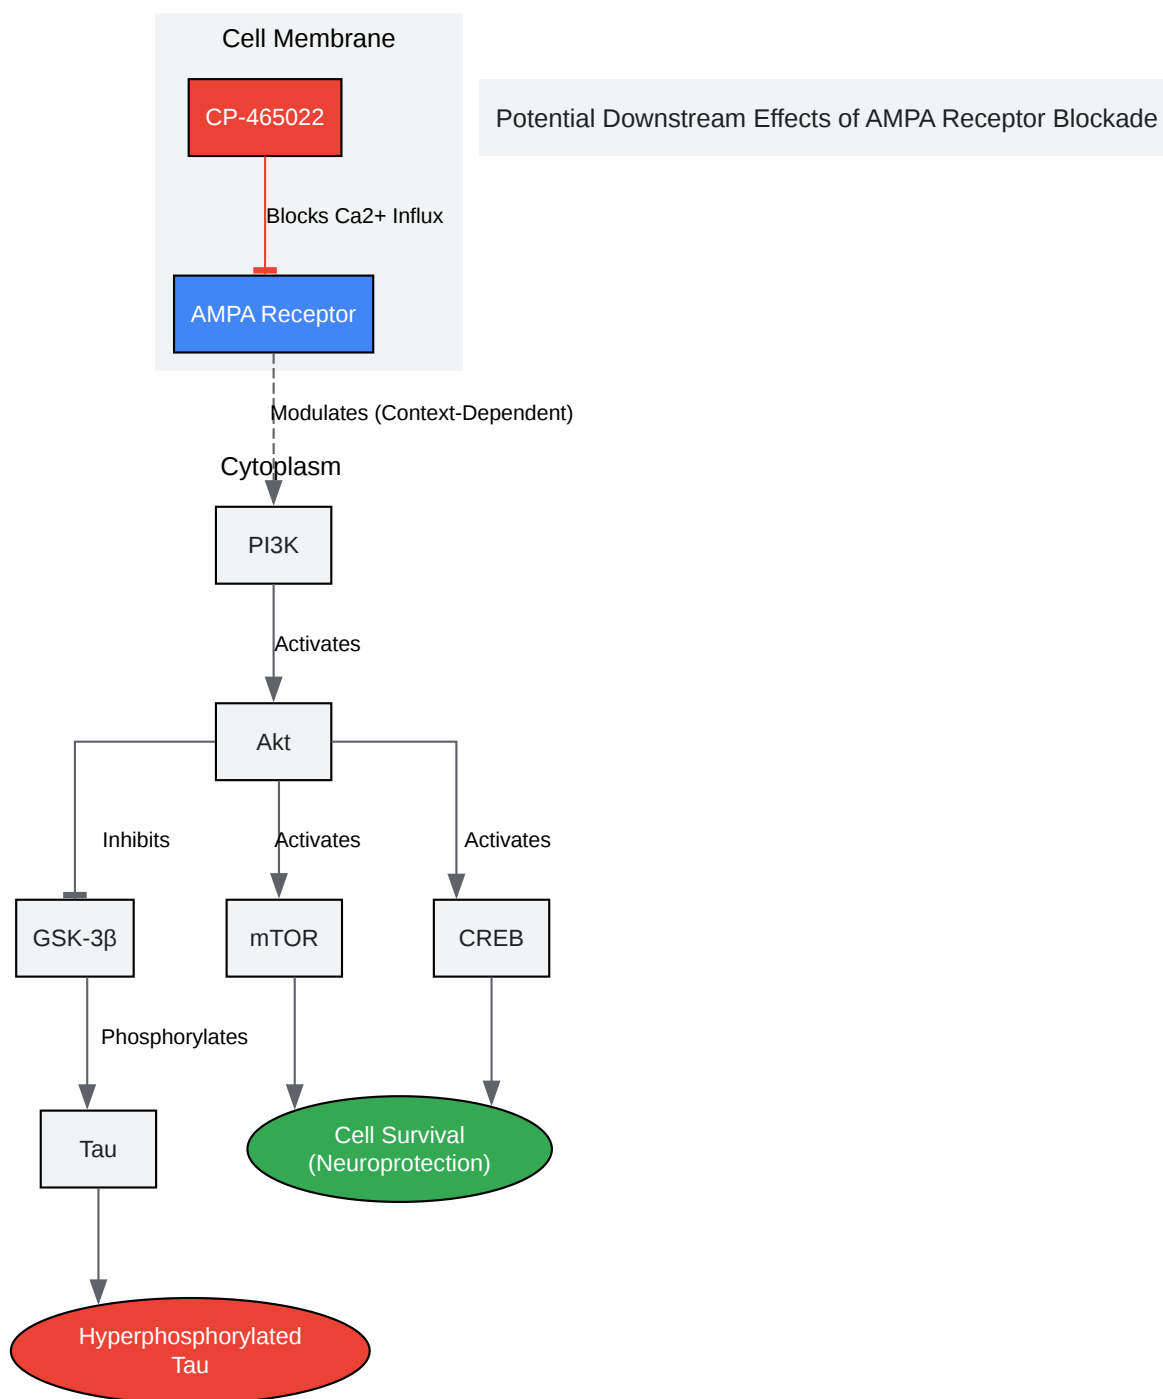 Cell Membrane
CP-465022
Potential Downstream Effects of AMPA Receptor Blockade
Blocks Ca2+ Influx
AMPA Receptor
Modulates (Context-Dependent)
Cytoplasm
PI3K
Activates
Akt
Inhibits
Activates
Activates
GSK-3β
mTOR
CREB
Phosphorylates
Tau
Cell Survival
(Neuroprotection)
Hyperphosphorylated
Tau